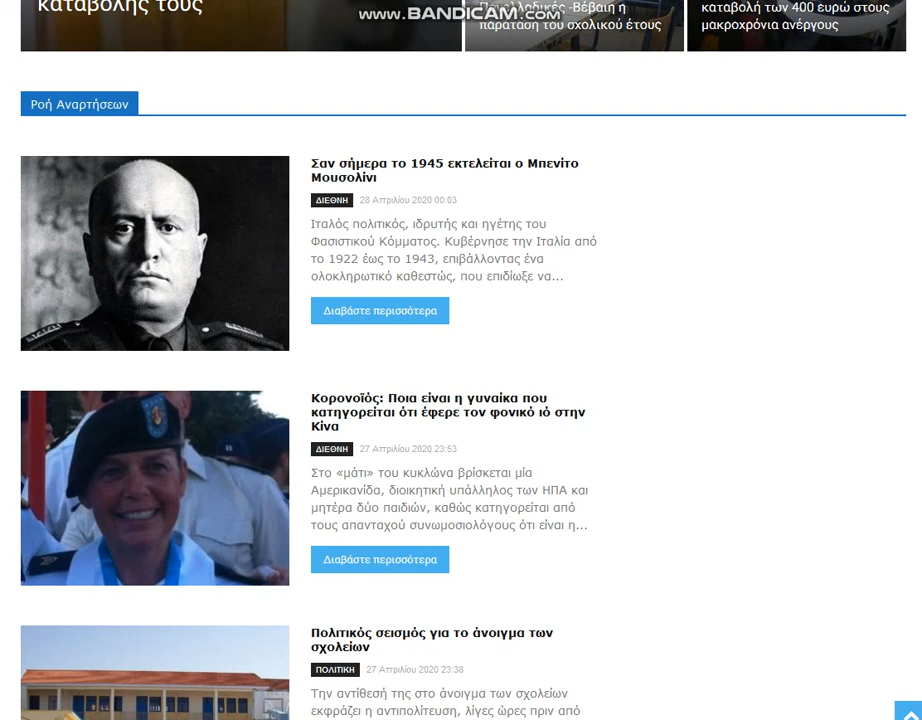 καταβολής τους
www.BANDICAM.com
Πανελλαδικές -Βέβαιη η
παράταση του σχολικού έτους
καταβολή των 400 ευρώ στους
μακροχρόνια ανέργους
Ροή Αναρτήσεων
Σαν σήμερα το 1945 εκτελείται ο Μπενίτο
Μουσολίνι
ΔΙΕΘΝΗ 28 Απριλίου 2020 00:03
Ιταλός πολιτικός, ιδρυτής και ηγέτης του
Φασιστικού Κόμματος. Κυβέρνησε την Ιταλία από
το 1922 έως το 1943, επιβάλλοντας ένα
ολοκληρωτικό καθεστώς, που επιδίωξε να...
Διαβάστε περισσότερα
Κορονοϊός: Ποια είναι η γυναίκα που
κατηγορείται ότι έφερε τον φονικό ιό στην
Κίνα
ΔΙΕΘΝΗ 27 Απριλίου 2020 23:53
Στο «μάτι» του κυκλώνα βρίσκεται μία
Αμερικανίδα, διοικητική υπάλληλος των ΗΠΑ και
μητέρα δύο παιδιών, καθώς κατηγορείται από
τους απανταχού συνωμοσιολόγους ότι είναι η...
Διαβάστε περισσότερα
Πολιτικός σεισμός για το άνοιγμα των
σχολείων
ΠΟΛΙΤΙΚΗ 27 Απριλίου 2020 23:38
Την αντίθεσή της στο άνοιγμα των σχολείων
εκφράζει η αντιπολίτευση, λίγες ώρες πριν από